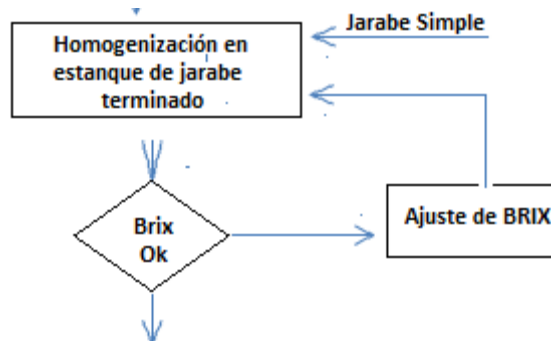 Jarabe Simple
Homogenización en
estanque de jarabe
terminado
Brix
Ok
Ajuste de BRIX